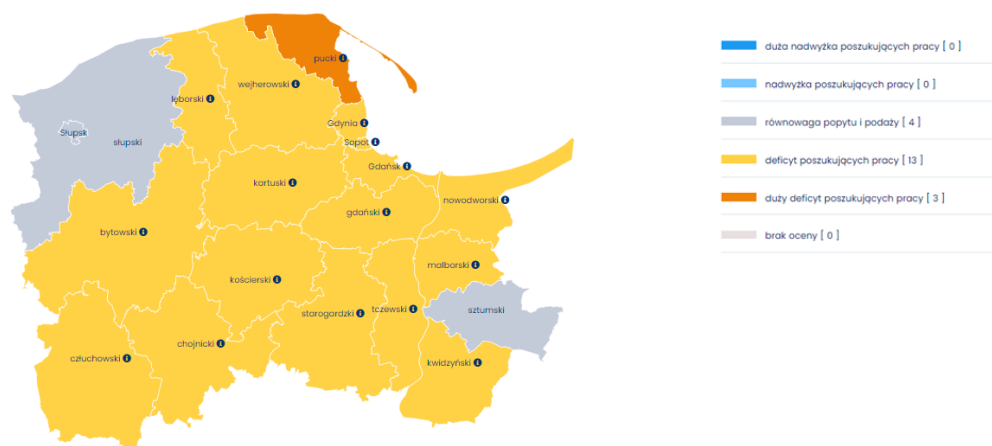 pucki
wejherowski
lęborski
Gdynia
Słupsk
słupski
Sopot
Gdańsk
kartuski
nowodworski
gdański
bytowski
malborski
kościerski
starogardzki
tczewski
sztumski
chojnicki
człuchowski
kwidzyński
duża nadwyżka poszukujących pracy [ 0 ]
nadwyżka poszukujących pracy [ 0 ]
równowaga popytu i podaży [ 4 ]
deficyt poszukujących pracy [ 13 ]
duży deficyt poszukujących pracy [ 3 ]
brak oceny [ 0 ]